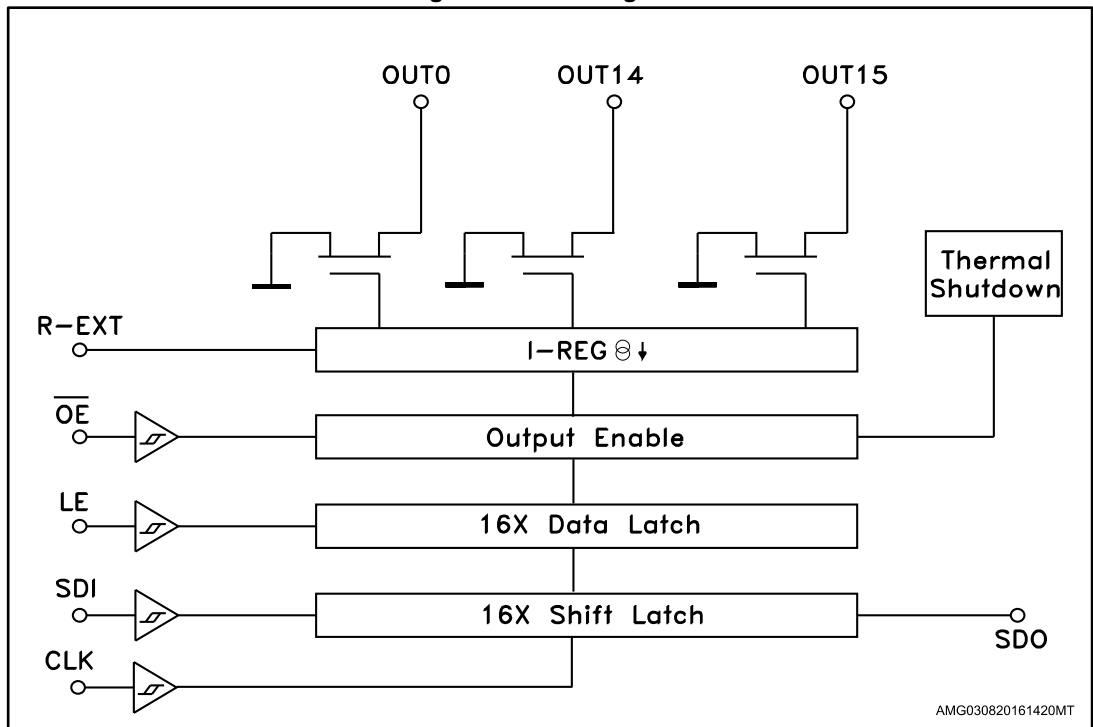 OUT0
OUT14
OUT15
Thermal
Shutdown
R-EXT
I-REG
OE
Output Enable
LE
16X Data Latch
SDI
16X Shift Latch
SDO
CLK
AMG030820161420MT